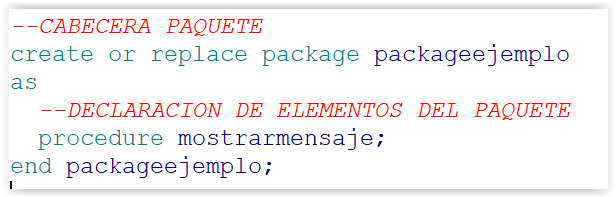 --CABECERA PAQUETE
create or replace package packageejemplo
as
--DECLARACION DE ELEMENTOS DEL PAQUETE
procedure mostrarmensaje;
end packageejemplo;